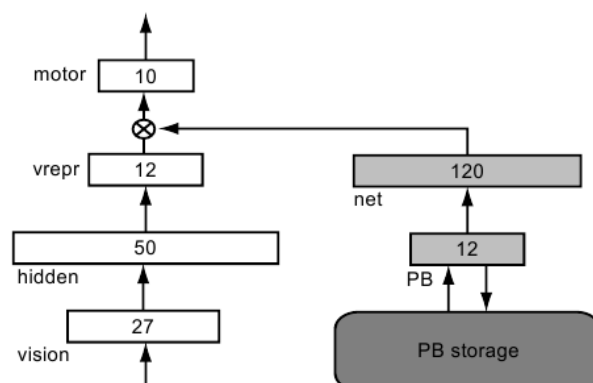 motor 10
vrepr 12
120
net
50
hidden
12
PB
27
vision
PB storage